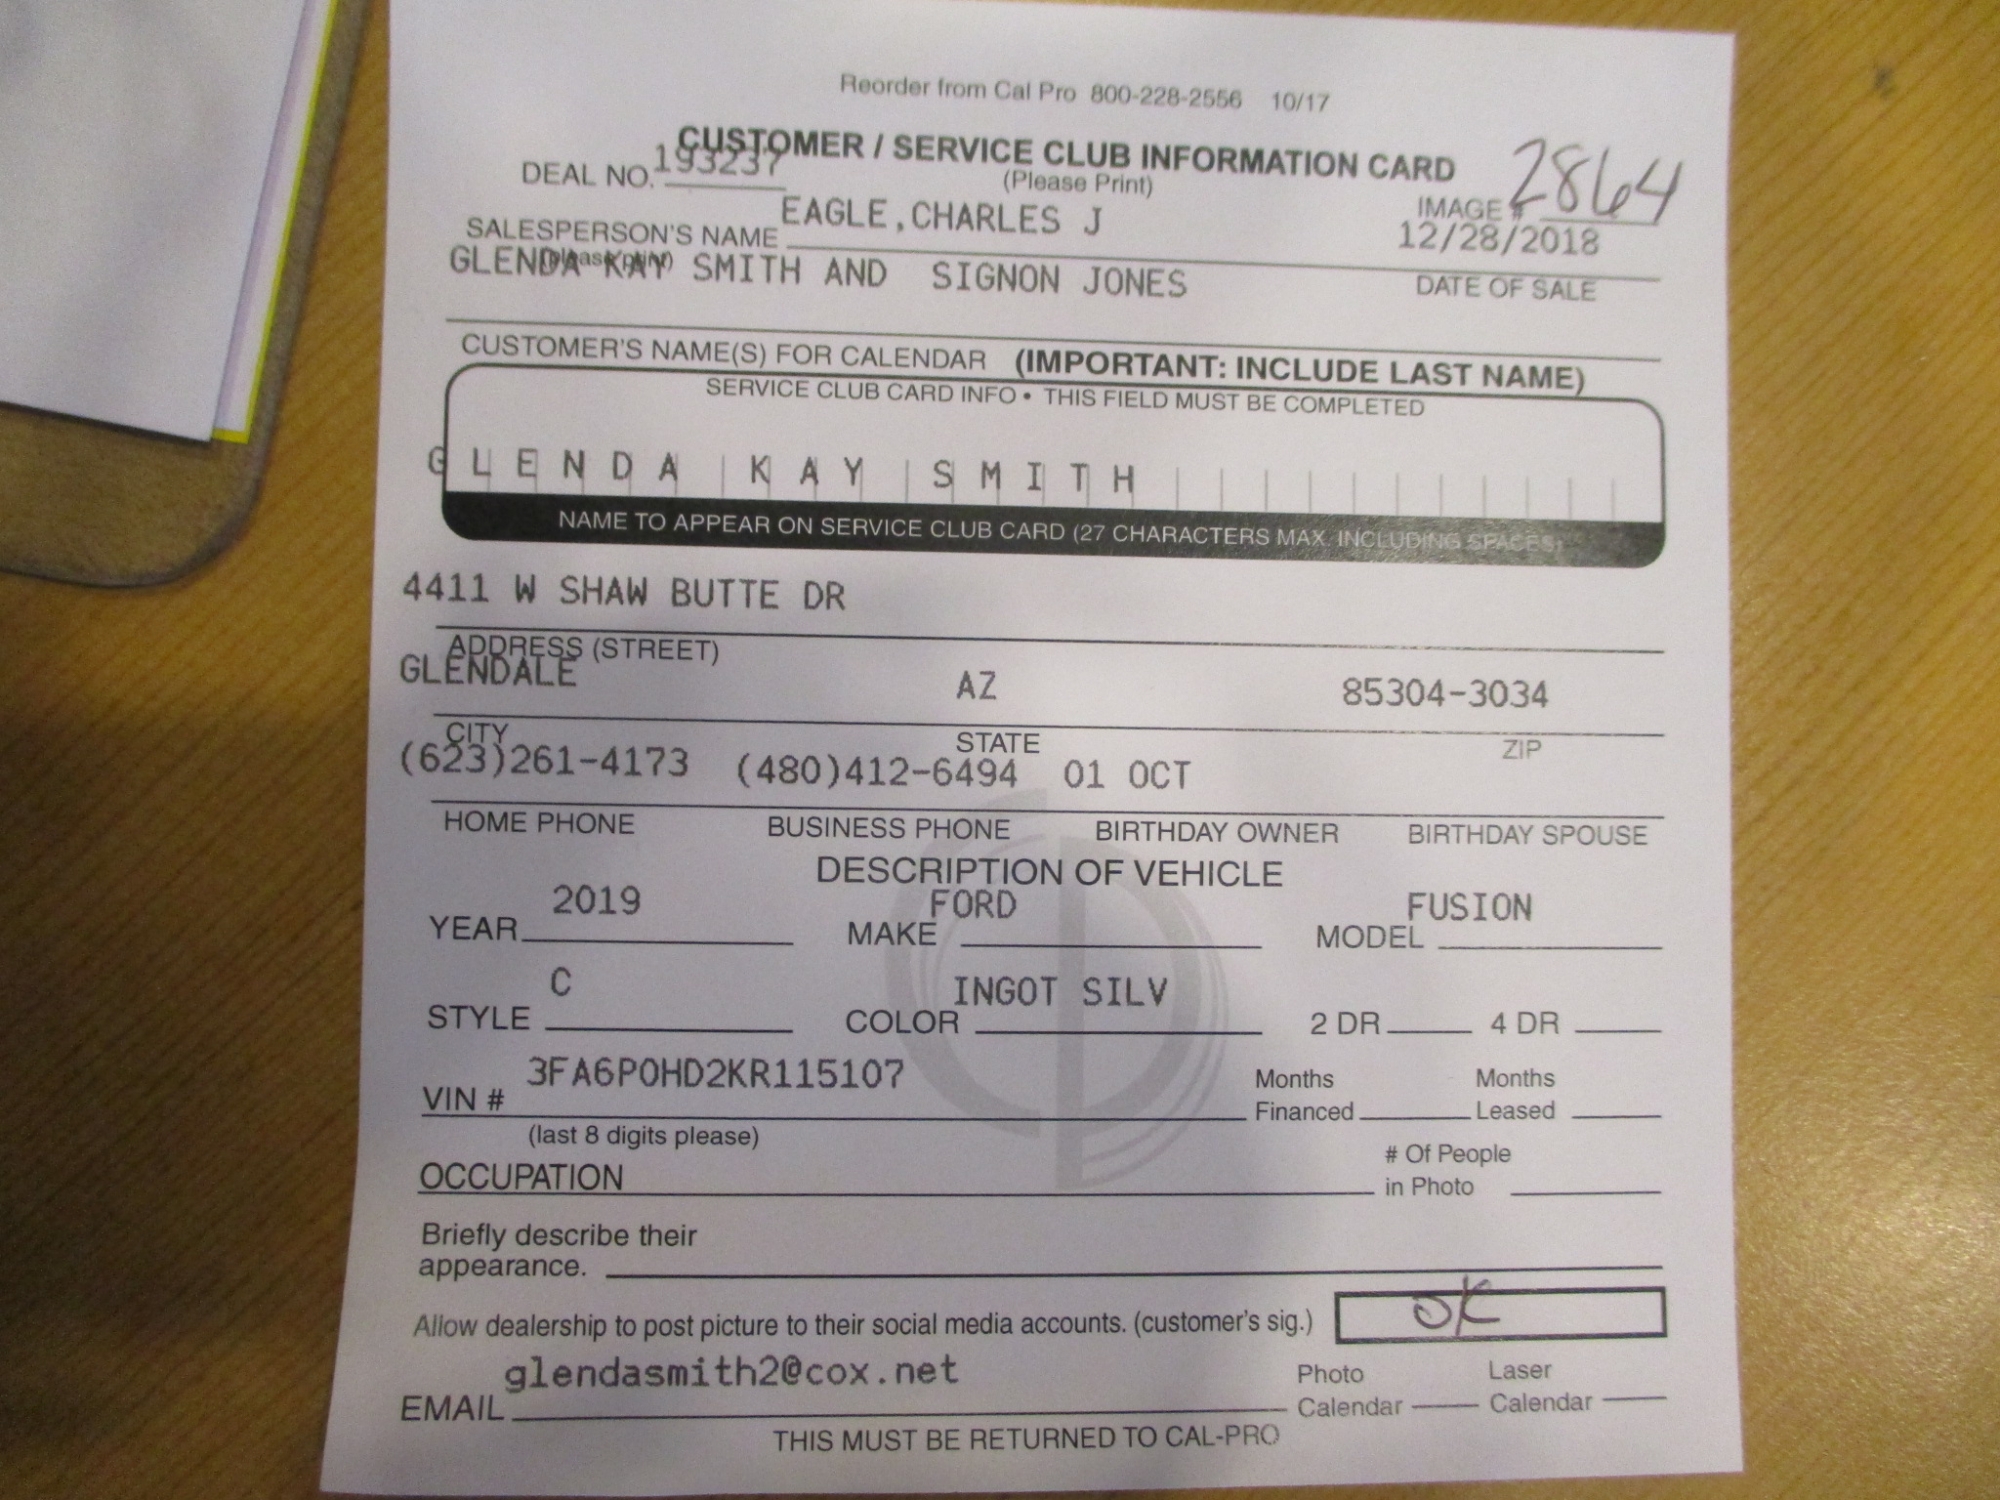 Reorder from Cal Pro 800-228-2556 10/17
CUSTOMER / SERVICE CLUB INFORMATION CARD
(Please Print)
DEAL NO. 193237
IMAGE # 2864
SALESPERSON'S NAME EAGLE,CHARLES J
(please print)
12/28/2018
DATE OF SALE
GLENDA KAY SMITH AND SIGNON JONES
CUSTOMER'S NAME(S) FOR CALENDAR (IMPORTANT: INCLUDE LAST NAME)
SERVICE CLUB CARD INFO • THIS FIELD MUST BE COMPLETED
GLENDA KAY SMITH
NAME TO APPEAR ON SERVICE CLUB CARD (27 CHARACTERS MAX. INCLUDING SPACES)
4411 W SHAW BUTTE DR
ADDRESS (STREET)
GLENDALE AZ 85304-3034
CITY STATE ZIP
(623)261-4173 (480)412-6494 01 OCT
HOME PHONE BUSINESS PHONE BIRTHDAY OWNER BIRTHDAY SPOUSE
DESCRIPTION OF VEHICLE
YEAR 2019 MAKE FORD MODEL FUSION
STYLE C COLOR INGOT SILV 2 DR 4 DR
VIN # 3FA6P0HD2KR115107
(last 8 digits please)
Months Financed Months Leased
OCCUPATION
# Of People in Photo
Briefly describe their
appearance.
Allow dealership to post picture to their social media accounts. (customer's sig.) OK
EMAIL glendasmith2@cox.net
Photo Calendar Laser Calendar
THIS MUST BE RETURNED TO CAL-PRO